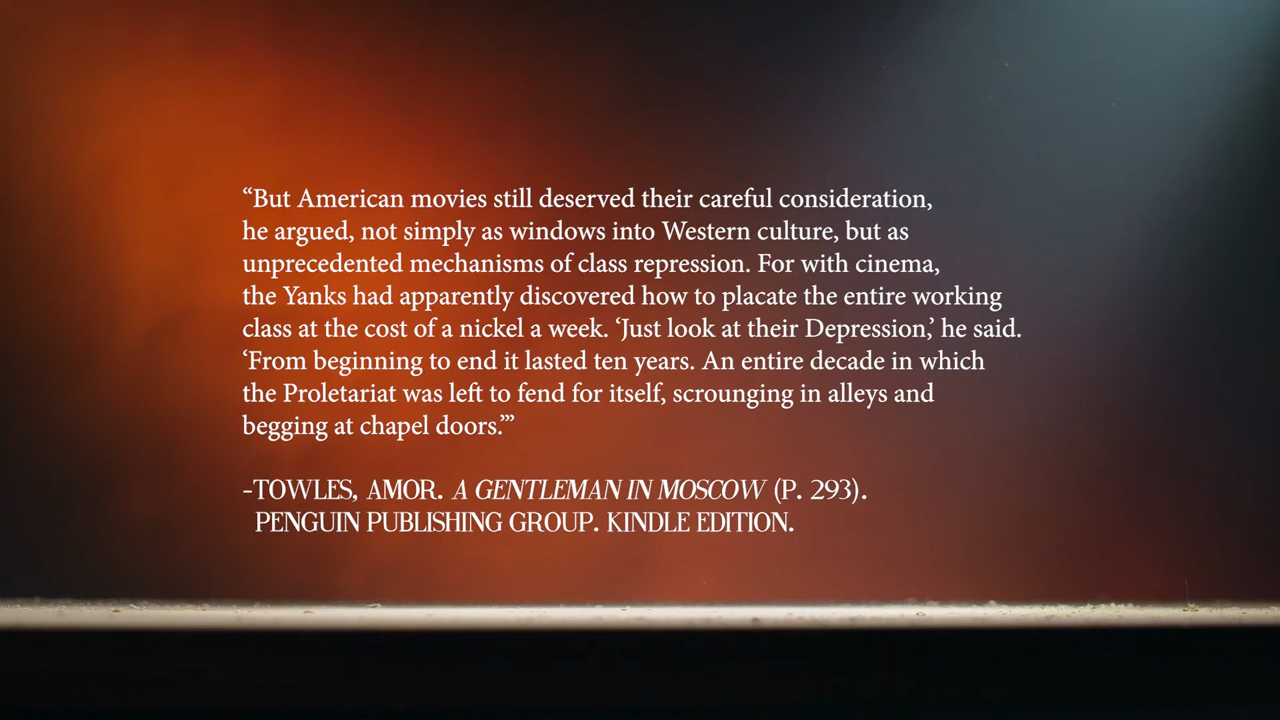 “But American movies still deserved their careful consideration,
he argued, not simply as windows into Western culture, but as
unprecedented mechanisms of class repression. For with cinema,
the Yanks had apparently discovered how to placate the entire working
class at the cost of a nickel a week. ‘Just look at their Depression,’ he said.
‘From beginning to end it lasted ten years. An entire decade in which
the Proletariat was left to fend for itself, scrounging in alleys and
begging at chapel doors.’”
-TOWLES, AMOR. A GENTLEMAN IN MOSCOW (P. 293).
PENGUIN PUBLISHING GROUP. KINDLE EDITION.